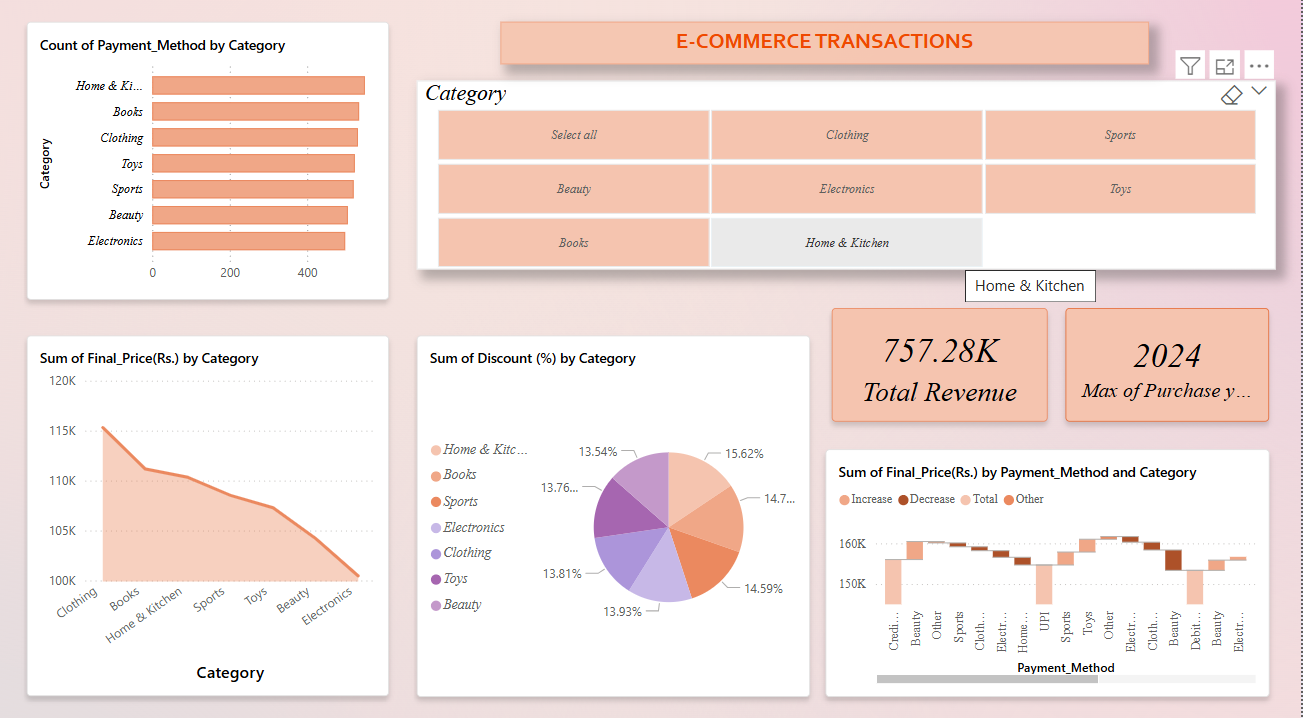 Count of Payment_Method by Category
Category
Home & Ki...
Books
Clothing
Toys
Sports
Beauty
Electronics
0 200 400
E-COMMERCE TRANSACTIONS
Category
Select all Clothing Sports
Beauty Electronics Toys
Books Home & Kitchen
Home & Kitchen
757.28K
Total Revenue
2024
Max of Purchase y...
Sum of Final_Price(Rs.) by Category
120K
115K
110K
105K
100K
Clothing Books Home & Kitchen Sports Toys Beauty Electronics
Category
Sum of Discount (%) by Category
Home & Kitc...
Books
Sports
Electronics
Clothing
Toys
Beauty
15.62%
14.7...
14.59%
13.93%
13.81%
13.76...
13.54%
Sum of Final_Price(Rs.) by Payment_Method and Category
Increase Decrease Total Other
160K
150K
Credi... Beauty Other Sports Cloth... Electr... Home... UPI Sports Toys Other Electr... Cloth... Beauty Debit... Beauty Electr...
Payment_Method